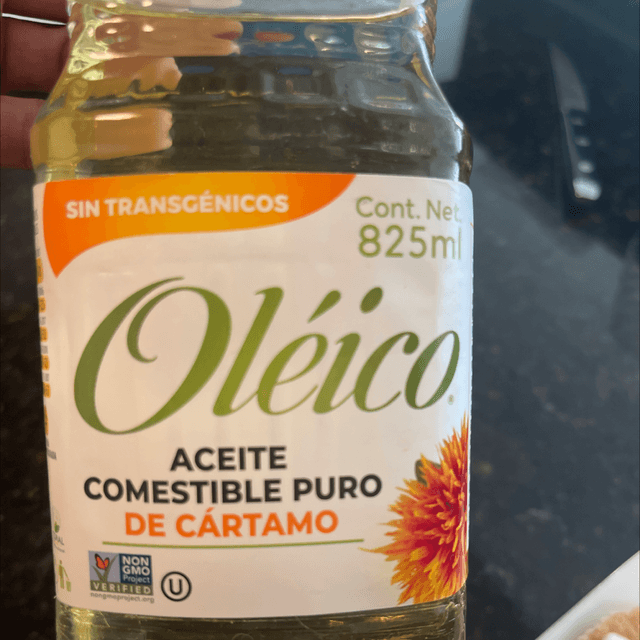 SIN TRANSGÉNICOS
Cont. Net.
825ml
Oléico®
ACEITE
COMESTIBLE PURO
DE CÁRTAMO
NON
GMO
Project
VERIFIED
nongmoproject.org
U